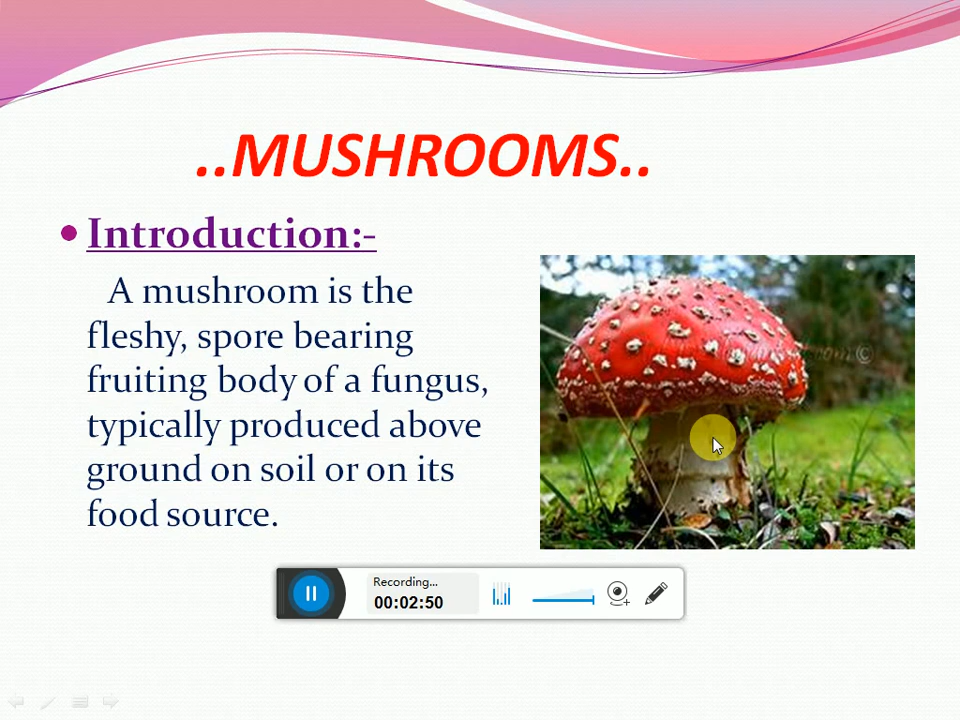 ..MUSHROOMS..
Introduction:-
A mushroom is the
fleshy, spore bearing
fruiting body of a fungus,
typically produced above
ground on soil or on its
food source.
Recording...
00:02:50